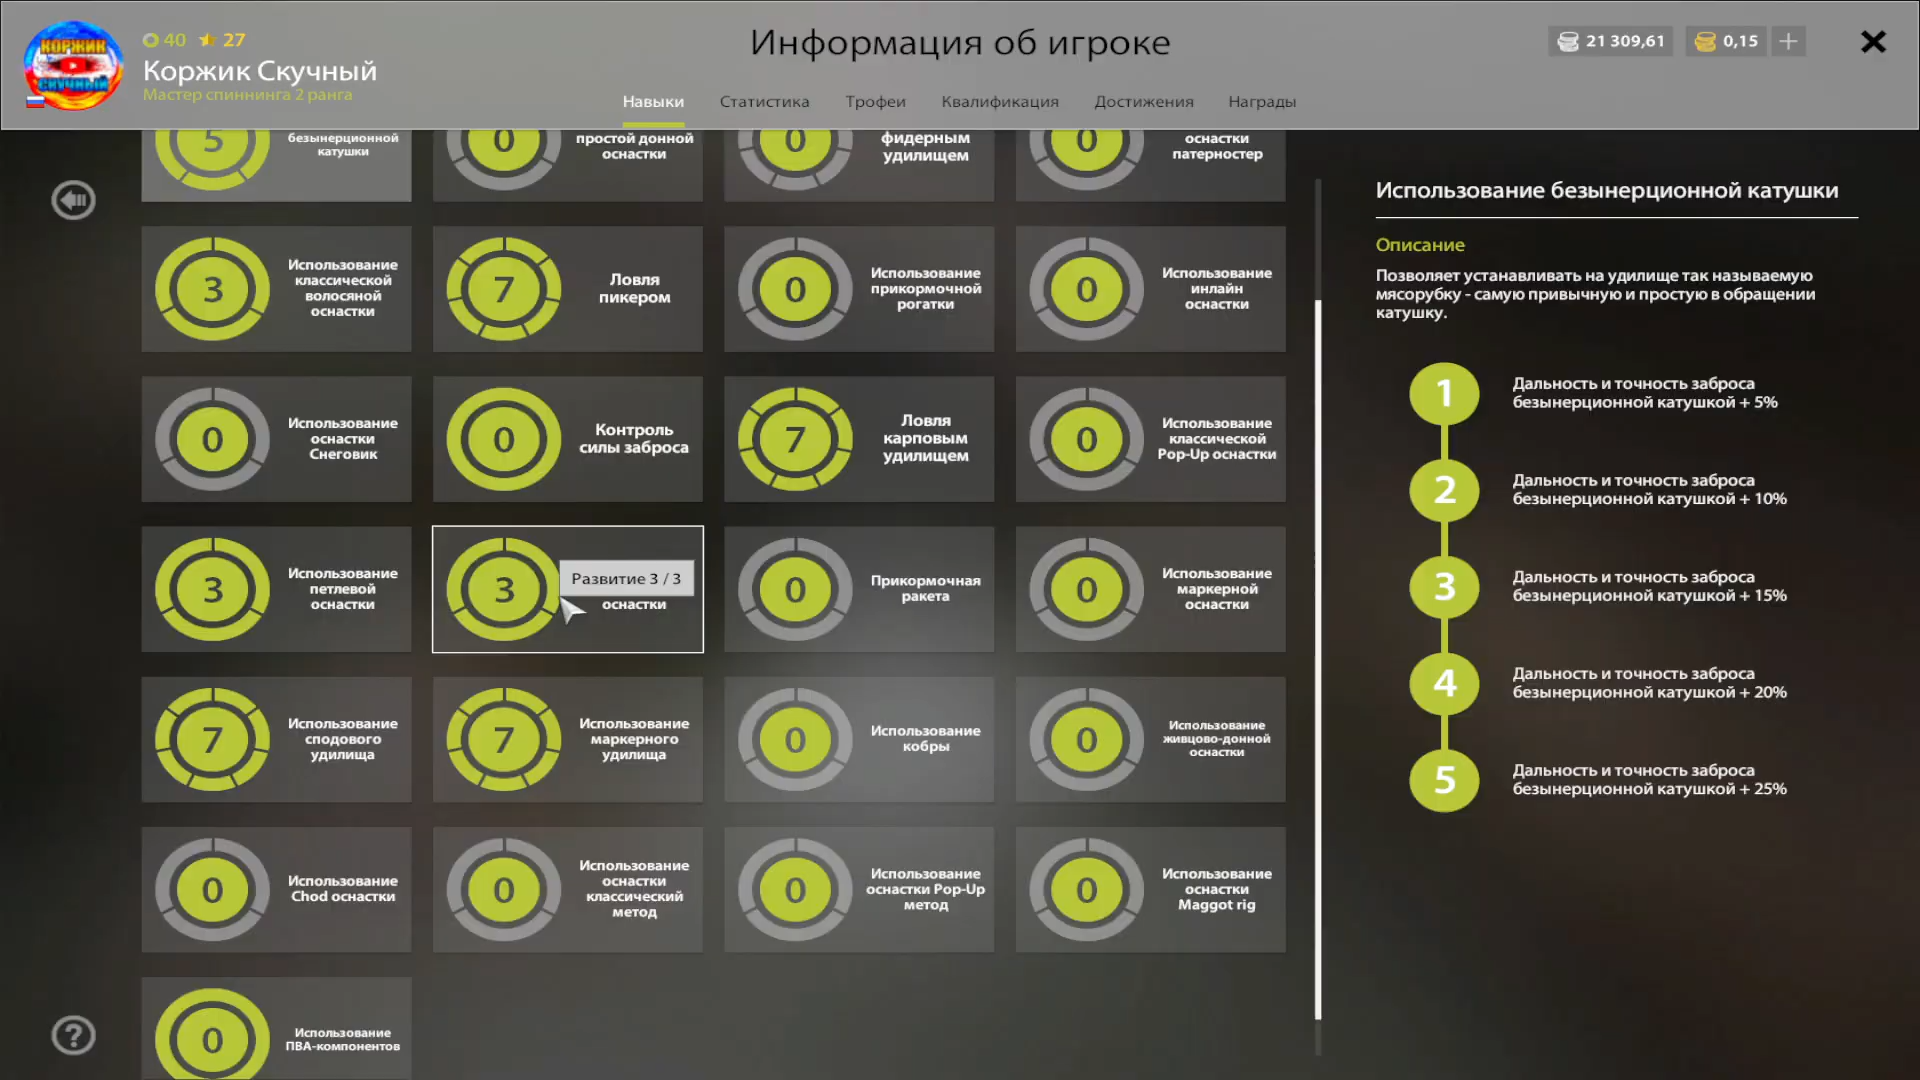 40 27
Коржик Скучный
Мастер спиннинга 2 ранга
КОРЖИК
СКУЧНЫЙ
Информация об игроке
21 309,61
0,15
Навыки
Статистика
Трофеи
Квалификация
Достижения
Награды
5
безынерционной
катушки
0
простой донной
оснастки
0
фидерным
удилищем
0
оснастки
патерностер
3
Использование
классической
волосяной
оснастки
7
Ловля
пикером
0
Использование
прикормочной
рогатки
0
Использование
инлайн
оснастки
0
Использование
оснастки
Снеговик
0
Контроль
силы заброса
7
Ловля
карповым
удилищем
0
Использование
классической
Pop-Up оснастки
3
Использование
петлевой
оснастки
3
Развитие 3 / 3
оснастки
0
Прикормочная
ракета
0
Использование
маркерной
оснастки
7
Использование
сподового
удилища
7
Использование
маркерного
удилища
0
Использование
кобры
0
Использование
живцово-донной
оснастки
0
Использование
Chod оснастки
0
Использование
оснастки
классический
метод
0
Использование
оснастки Pop-Up
метод
0
Использование
оснастки
Maggot rig
0
Использование
ПВА-компонентов
Использование безынерционной катушки
Описание
Позволяет устанавливать на удилище так называемую
мясорубку - самую привычную и простую в обращении
катушку.
1
Дальность и точность заброса
безынерционной катушкой + 5%
2
Дальность и точность заброса
безынерционной катушкой + 10%
3
Дальность и точность заброса
безынерционной катушкой + 15%
4
Дальность и точность заброса
безынерционной катушкой + 20%
5
Дальность и точность заброса
безынерционной катушкой + 25%
?